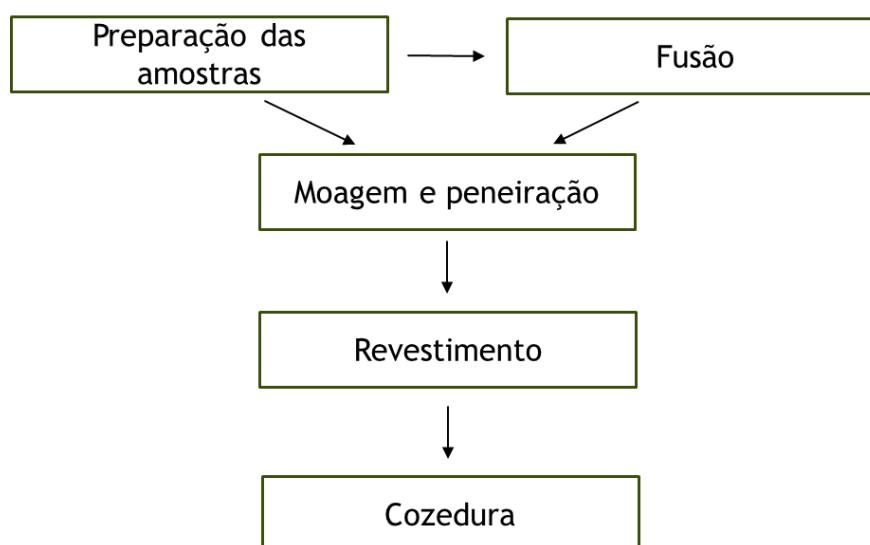 Preparação das
amostras
Fusão
Moagem e peneiração
Revestimento
Cozedura